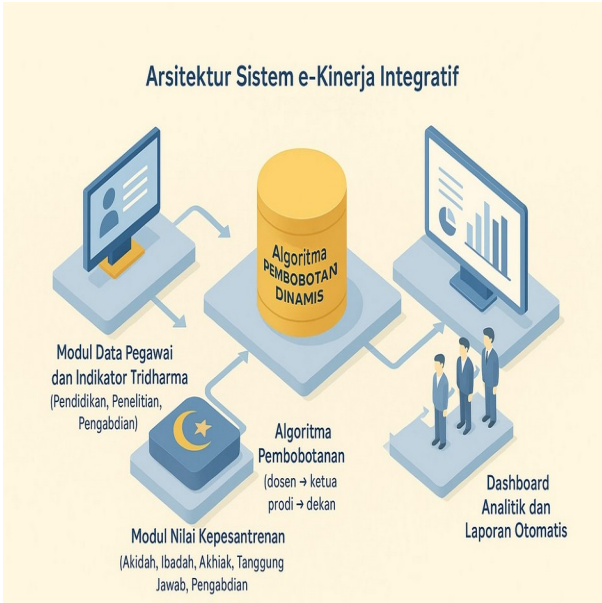 Arsitektur Sistem e-Kinerja Integratif
Algoritma
PEMBOBOTAN
DINAMIS
Modul Data Pegawai
dan Indikator Tridharma
(Pendidikan, Penelitian,
Pengabdian)
Algoritma
Pembobotanan
(dosen → ketua
prodi → dekan
Modul Nilai Kepesantrenan
(Akidah, Ibadah, Akhiak, Tanggung
Jawab, Pengabdian
Dashboard
Analitik dan
Laporan Otomatis